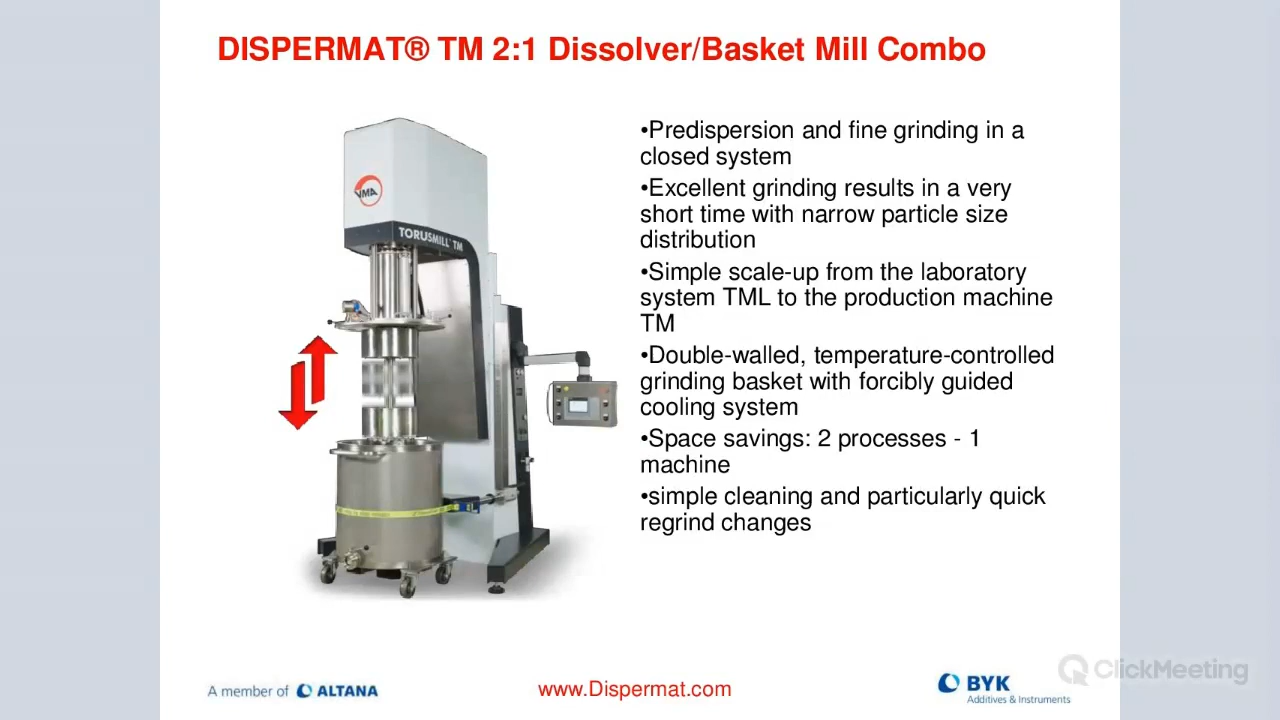 DISPERMAT® TM 2:1 Dissolver/Basket Mill Combo
VMA
TORUSMILL® TM
•Predispersion and fine grinding in a
closed system
•Excellent grinding results in a very
short time with narrow particle size
distribution
•Simple scale-up from the laboratory
system TML to the production machine
TM
•Double-walled, temperature-controlled
grinding basket with forcibly guided
cooling system
•Space savings: 2 processes - 1
machine
•simple cleaning and particularly quick
regrind changes
A member of ALTANA
www.Dispermat.com
BYK
Additives & Instruments
ClickMeeting